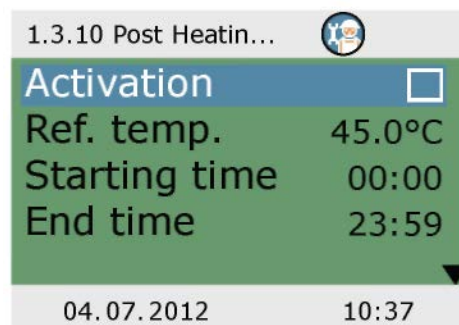 1.3.10 Post Heatin...
Activation
Ref. temp. 45.0°C
Starting time 00:00
End time 23:59
04.07.2012 10:37